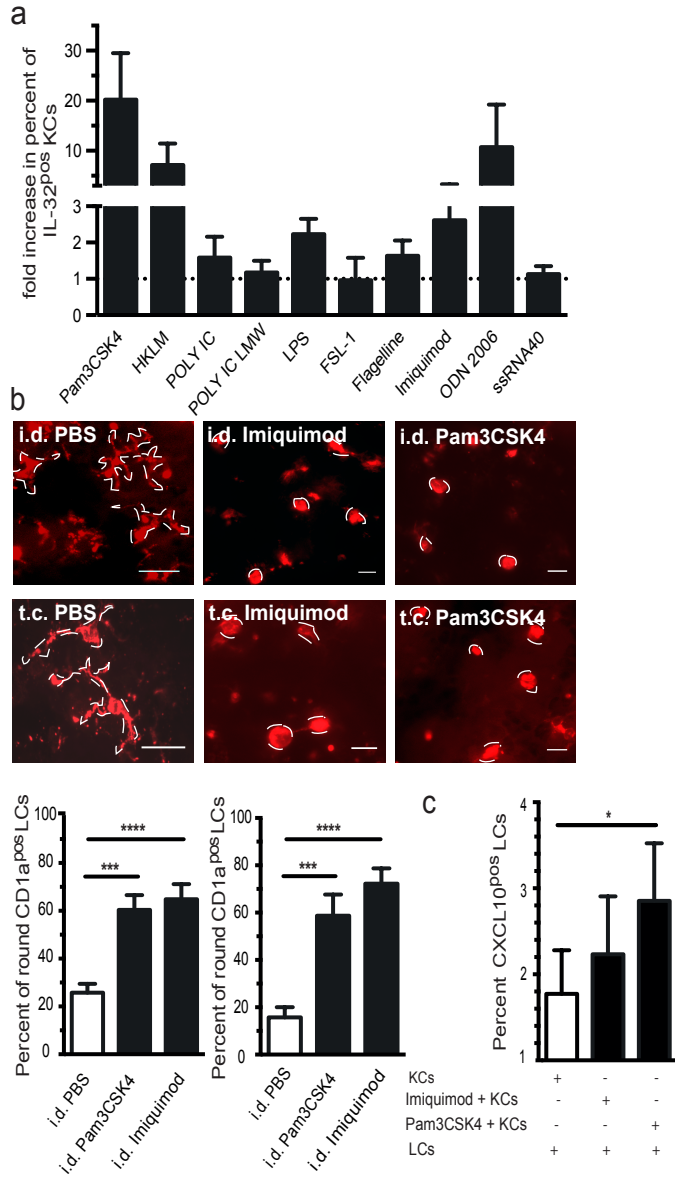 a
fold increase in percent of
IL-32pos KCs
30
20
10
3
2
1
0
Pam3CSK4
HKLM
POLY IC
POLY IC LMW
LPS
FSL-1
Flagelline
Imiquimod
ODN 2006
ssRNA40
b
i.d. PBS
i.d. Imiquimod
i.d. Pam3CSK4
t.c. PBS
t.c. Imiquimod
t.c. Pam3CSK4
Percent of round CD1apos LCs
100
80
60
40
20
0
***
****
i.d. PBS
i.d. Pam3CSK4
i.d. Imiquimod
Percent of round CD1apos LCs
100
80
60
40
20
0
***
****
i.d. PBS
i.d. Pam3CSK4
i.d. Imiquimod
c
Percent CXCL10pos LCs
4
3
2
1
*
KCs + - -
Imiquimod + KCs - + -
Pam3CSK4 + KCs - - +
LCs + + +